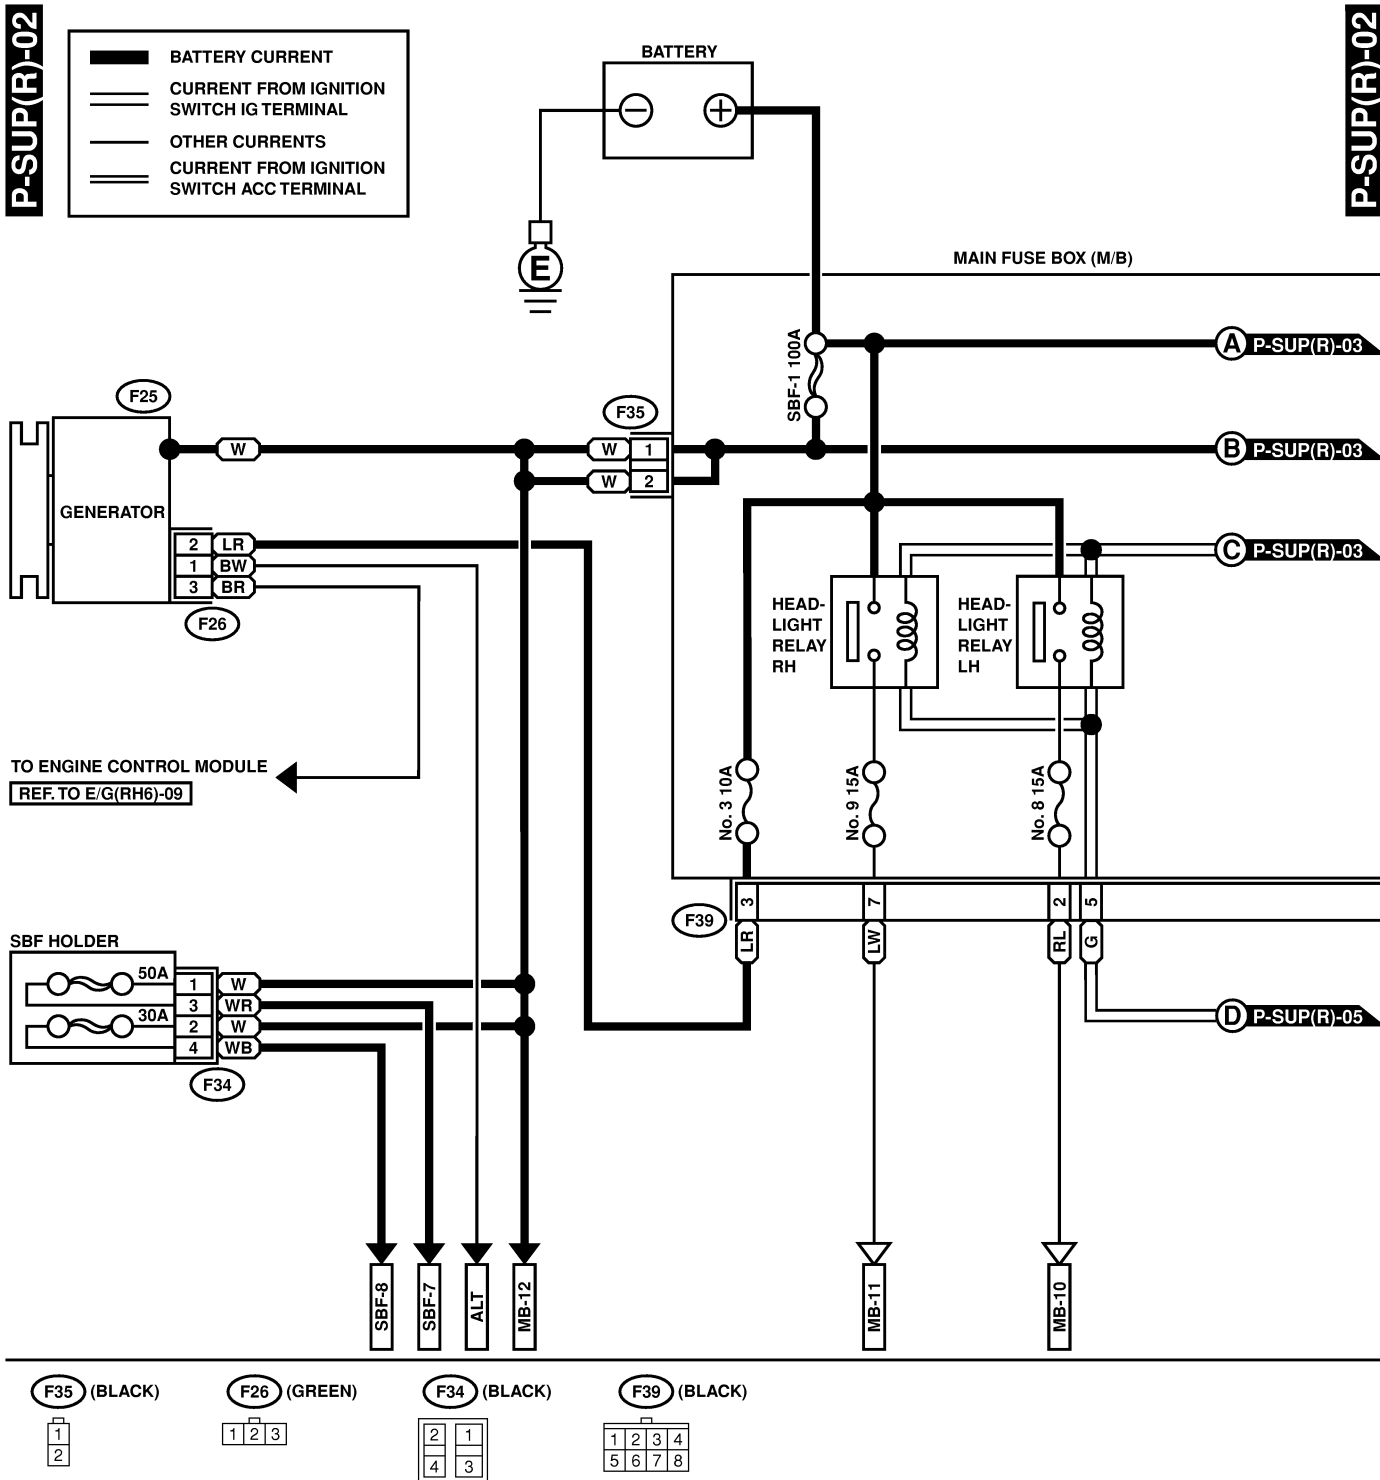 P-SUP(R)-02
P-SUP(R)-02
BATTERY CURRENT
CURRENT FROM IGNITION
SWITCH IG TERMINAL
OTHER CURRENTS
CURRENT FROM IGNITION
SWITCH ACC TERMINAL
BATTERY
− +
E
MAIN FUSE BOX (M/B)
SBF-1 100A
A P-SUP(R)-03
B P-SUP(R)-03
C P-SUP(R)-03
F25
F35
W
W 1
W 2
GENERATOR
2 LR
1 BW
3 BR
F26
HEAD-
LIGHT
RELAY
RH
HEAD-
LIGHT
RELAY
LH
TO ENGINE CONTROL MODULE
REF. TO E/G(RH6)-09
No. 3 10A
No. 9 15A
No. 8 15A
F39
3
7
2
5
LR
LW
RL
G
D P-SUP(R)-05
SBF HOLDER
50A
30A
1 W
3 WR
2 W
4 WB
F34
SBF-8
SBF-7
ALT
MB-12
MB-11
MB-10
F35 (BLACK)
1
2
F26 (GREEN)
1 2 3
F34 (BLACK)
2 1
4 3
F39 (BLACK)
1 2 3 4
5 6 7 8